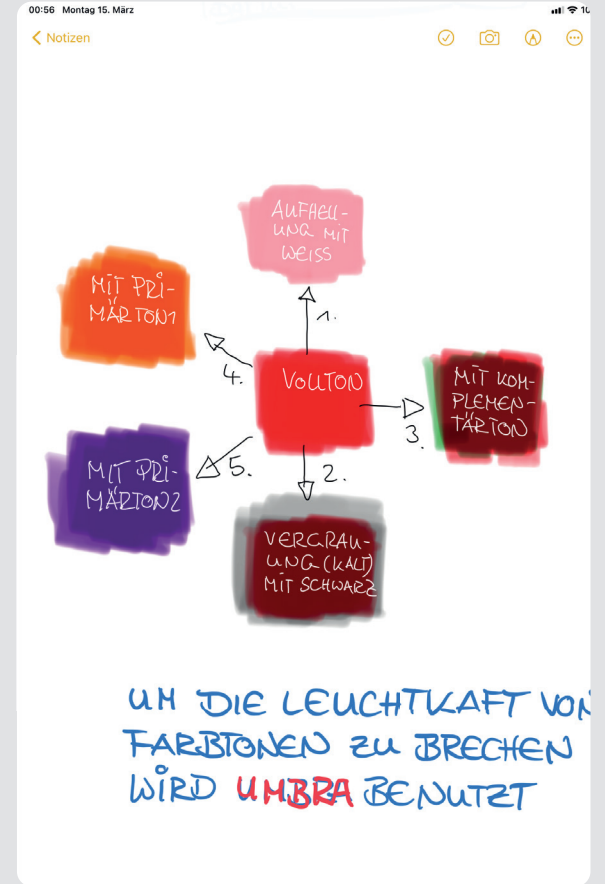 00:56 Montag 15. März
Notizen
AUFHELL-
UNG MIT
WEISS
1.
MIT PRI-
MÄRTON1
4.
VOLLTON
MIT KOM-
PLEMEN-
TÄRTON
3.
MIT PRI-
MÄRTON2
5.
2.
VERGRAU-
UNG (KALT)
MIT SCHWARZ
UM DIE LEUCHTKAFT VON
FARBTONEN ZU BRECHEN
WIRD UMBRA BENUTZT